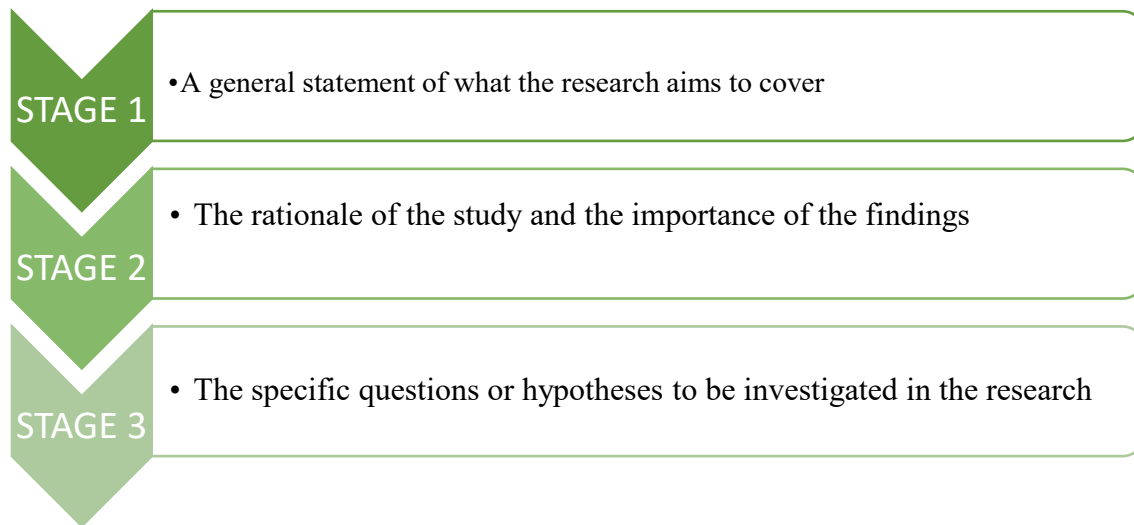 STAGE 1
•A general statement of what the research aims to cover
STAGE 2
• The rationale of the study and the importance of the findings
STAGE 3
• The specific questions or hypotheses to be investigated in the research